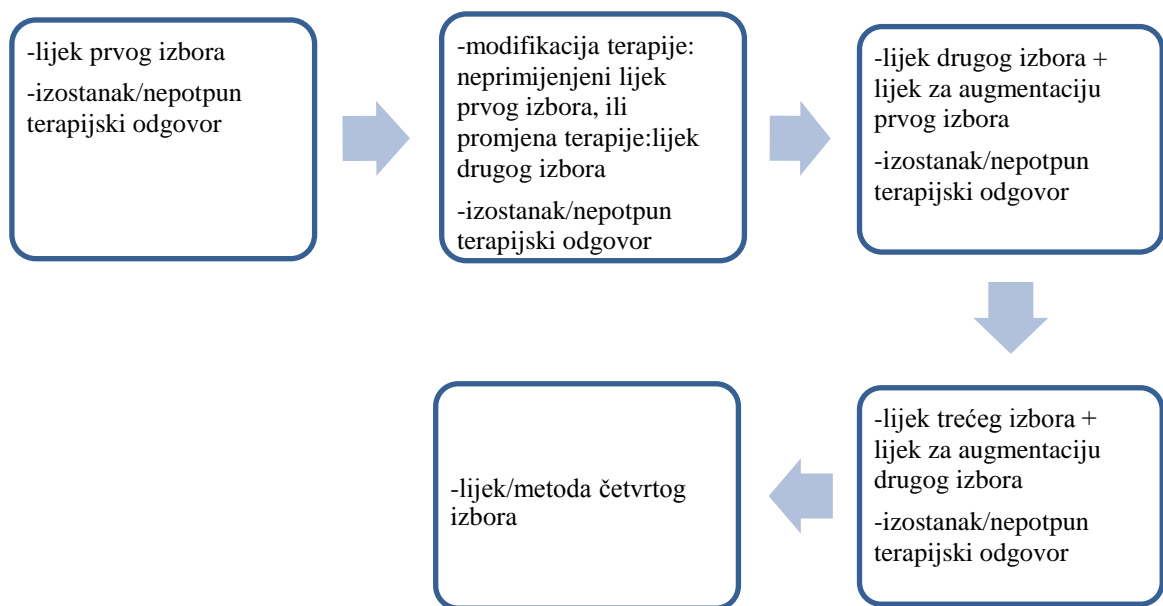 -lijek prvog izbora
-izostanak/nepotpun
terapijski odgovor
-modifikacija terapije:
neprimijenjeni lijek
prvog izbora, ili
promjena terapije:lijek
drugog izbora
-izostanak/nepotpun
terapijski odgovor
-lijek drugog izbora +
lijek za augmentaciju
prvog izbora
-izostanak/nepotpun
terapijski odgovor
-lijek trećeg izbora +
lijek za augmentaciju
drugog izbora
-izostanak/nepotpun
terapijski odgovor
-lijek/metoda četvrtog
izbora